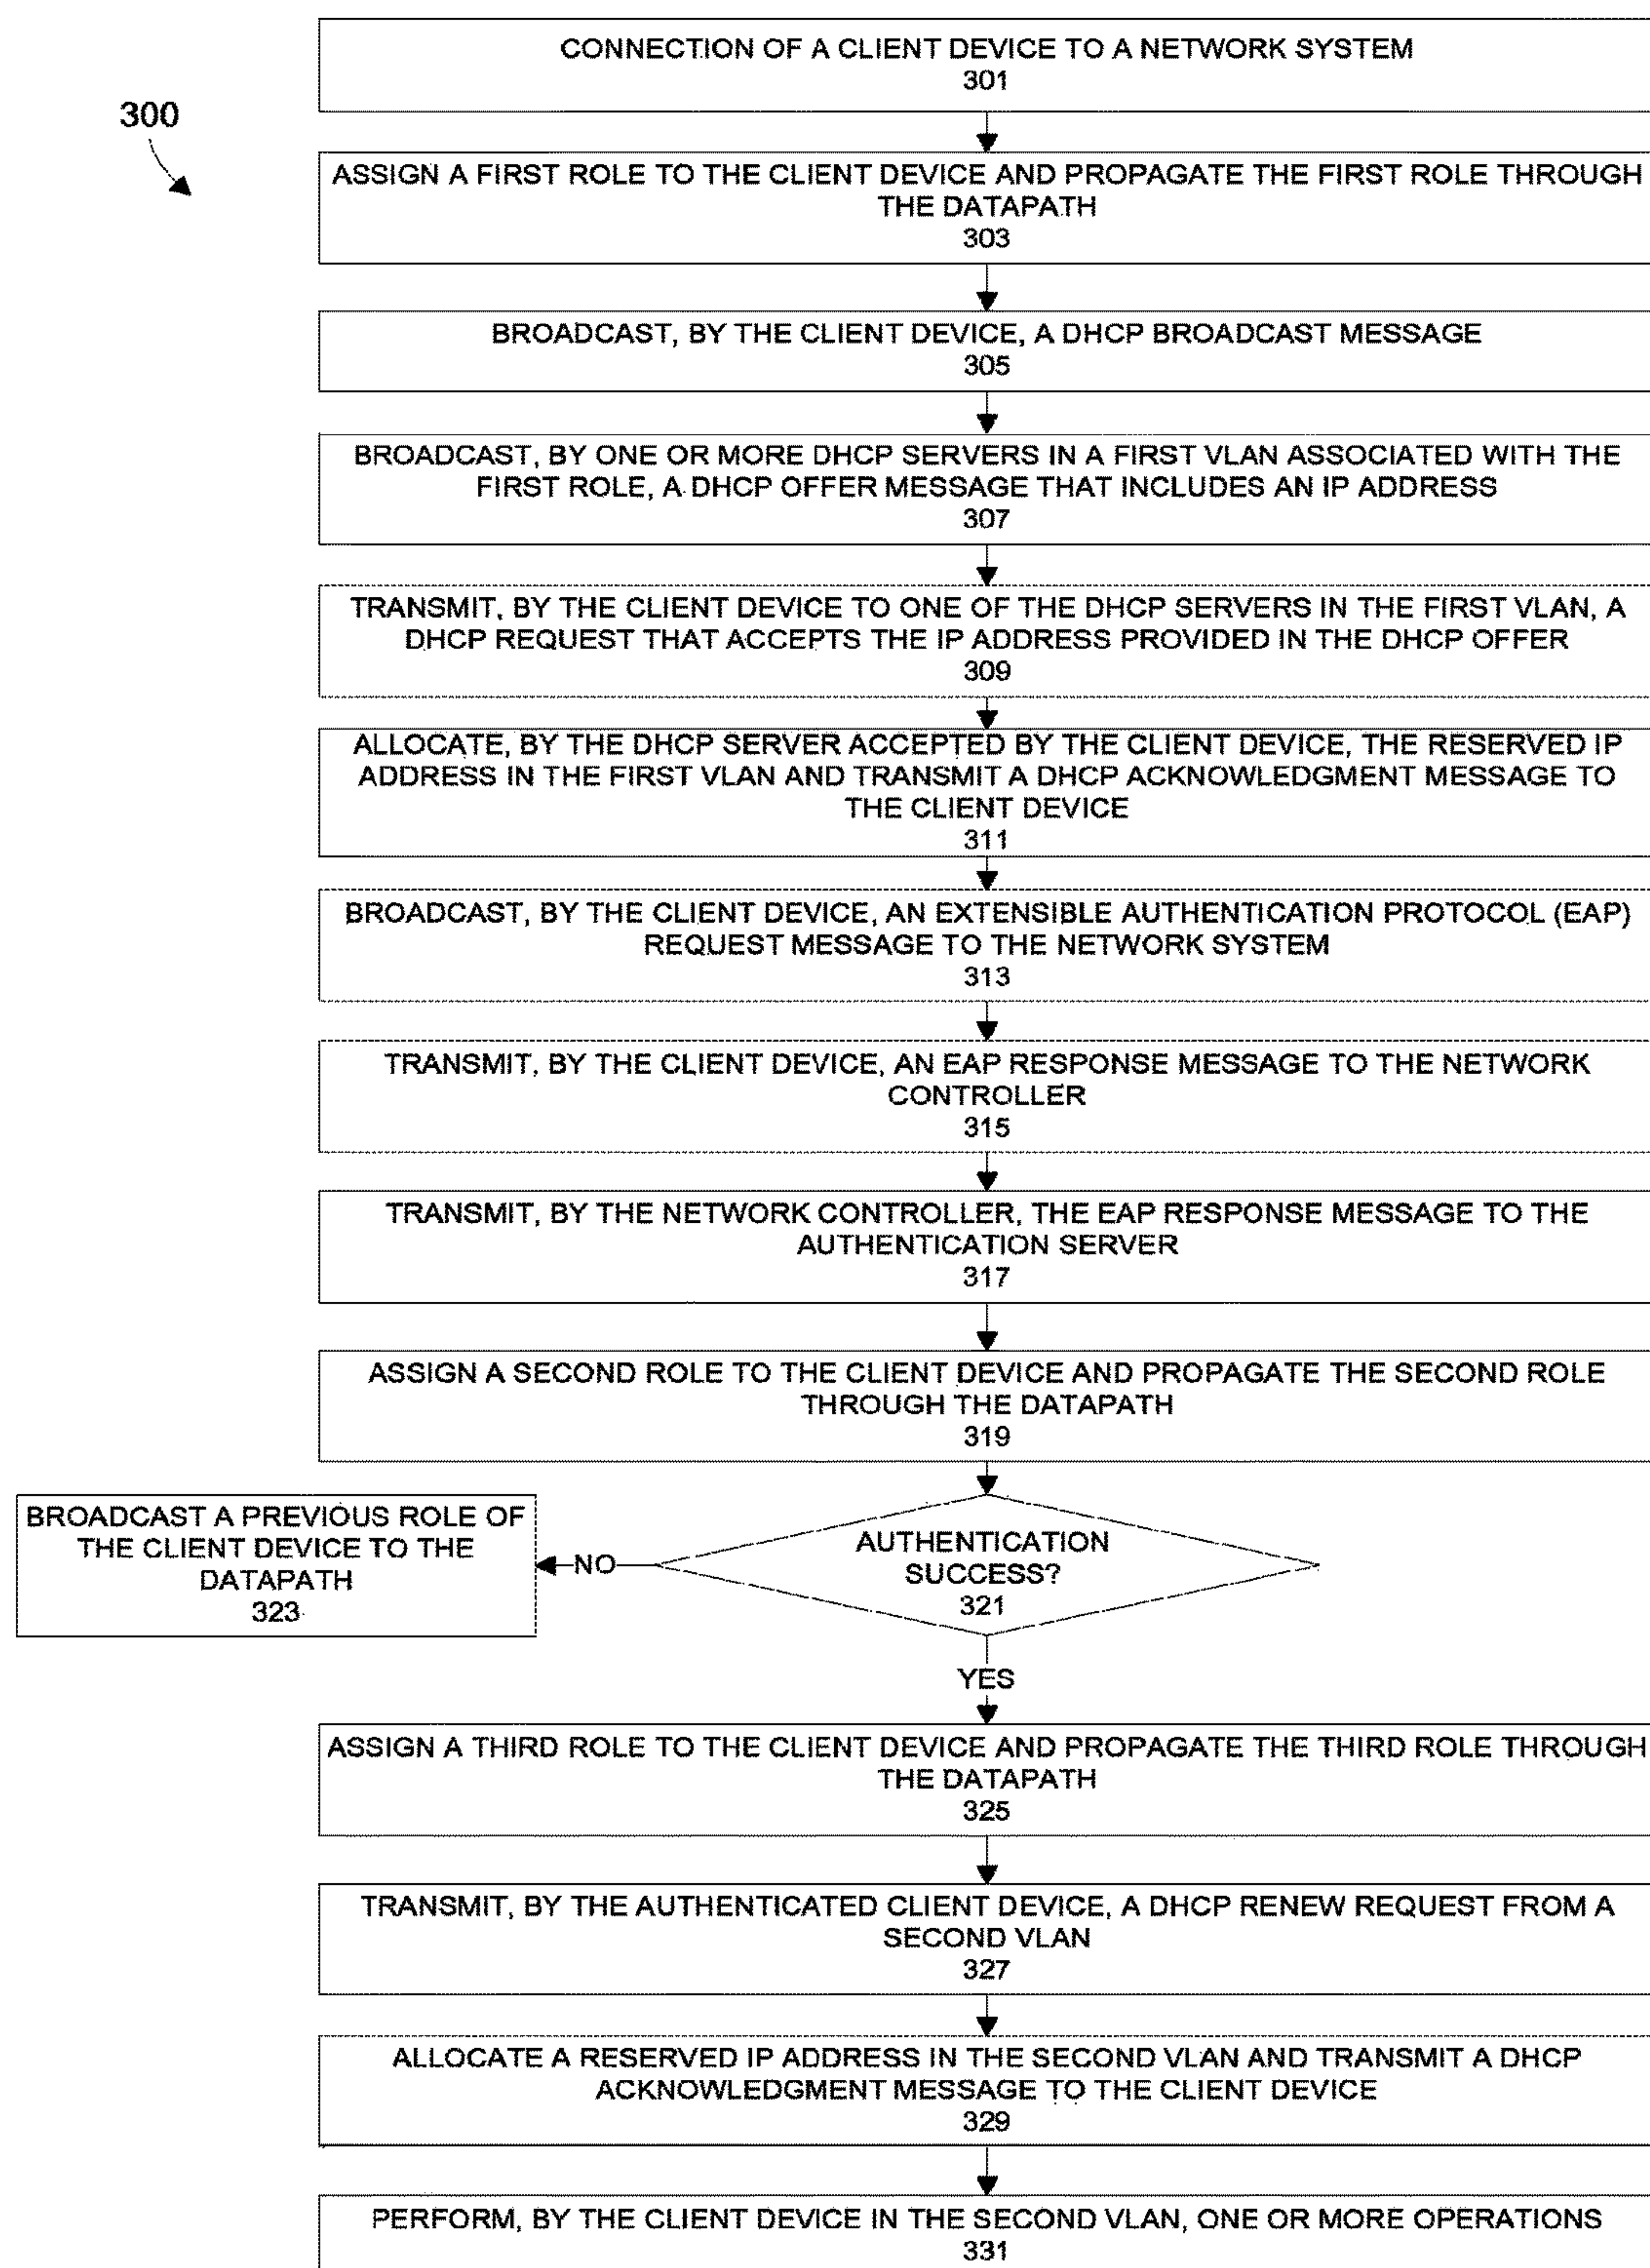 CONNECTION OF A CLIENT DEVICE TO A NETWORK SYSTEM
301
300
ASSIGN A FIRST ROLE TO THE CLIENT DEVICE AND PROPAGATE THE FIRST ROLE THROUGH
THE DATAPATH
303
BROADCAST, BY THE CLIENT DEVICE, A DHCP BROADCAST MESSAGE
305
BROADCAST, BY ONE OR MORE DHCP SERVERS IN A FIRST VLAN ASSOCIATED WITH THE
FIRST ROLE, A DHCP OFFER MESSAGE THAT INCLUDES AN IP ADDRESS
307
TRANSMIT, BY THE CLIENT DEVICE TO ONE OF THE DHCP SERVERS IN THE FIRST VLAN, A
DHCP REQUEST THAT ACCEPTS THE IP ADDRESS PROVIDED IN THE DHCP OFFER
309
ALLOCATE, BY THE DHCP SERVER ACCEPTED BY THE CLIENT DEVICE, THE RESERVED IP
ADDRESS IN THE FIRST VLAN AND TRANSMIT A DHCP ACKNOWLEDGMENT MESSAGE TO
THE CLIENT DEVICE
311
BROADCAST, BY THE CLIENT DEVICE, AN EXTENSIBLE AUTHENTICATION PROTOCOL (EAP)
REQUEST MESSAGE TO THE NETWORK SYSTEM
313
TRANSMIT, BY THE CLIENT DEVICE, AN EAP RESPONSE MESSAGE TO THE NETWORK
CONTROLLER
315
TRANSMIT, BY THE NETWORK CONTROLLER, THE EAP RESPONSE MESSAGE TO THE
AUTHENTICATION SERVER
317
ASSIGN A SECOND ROLE TO THE CLIENT DEVICE AND PROPAGATE THE SECOND ROLE
THROUGH THE DATAPATH
319
BROADCAST A PREVIOUS ROLE OF
THE CLIENT DEVICE TO THE
DATAPATH
323
NO
AUTHENTICATION
SUCCESS?
321
YES
ASSIGN A THIRD ROLE TO THE CLIENT DEVICE AND PROPAGATE THE THIRD ROLE THROUGH
THE DATAPATH
325
TRANSMIT, BY THE AUTHENTICATED CLIENT DEVICE, A DHCP RENEW REQUEST FROM A
SECOND VLAN
327
ALLOCATE A RESERVED IP ADDRESS IN THE SECOND VLAN AND TRANSMIT A DHCP
ACKNOWLEDGMENT MESSAGE TO THE CLIENT DEVICE
329
PERFORM, BY THE CLIENT DEVICE IN THE SECOND VLAN, ONE OR MORE OPERATIONS
331